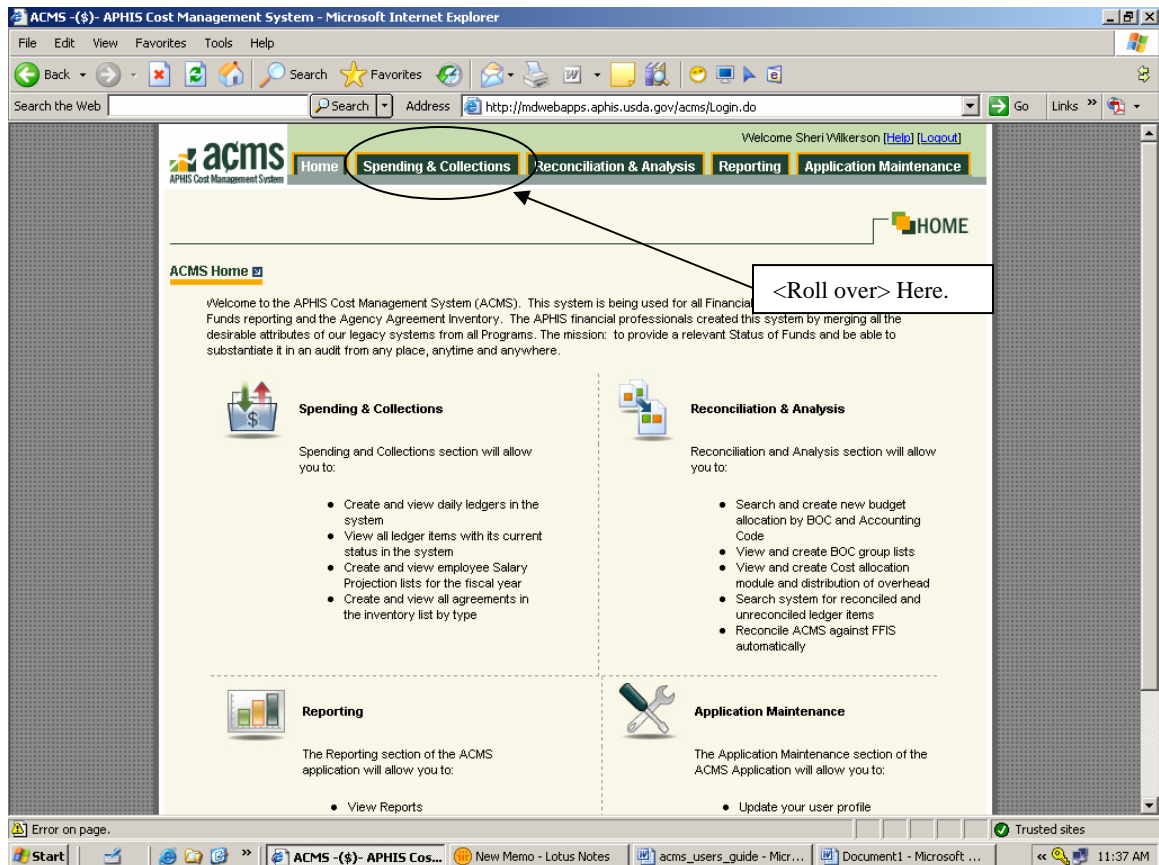 ACMS -($)- APHIS Cost Management System - Microsoft Internet Explorer
File Edit View Favorites Tools Help
Back Search Favorites
Search the Web Search Address http://mdwebapps.aphis.usda.gov/acms/Login.do Go Links »
Welcome Sheri Wilkerson [Help] [Logout]
acms
APHIS Cost Management System
Home Spending & Collections Reconciliation & Analysis Reporting Application Maintenance
HOME
ACMS Home
<Roll over> Here.
Welcome to the APHIS Cost Management System (ACMS). This system is being used for all Financial
Funds reporting and the Agency Agreement Inventory. The APHIS financial professionals created this system by merging all the
desirable attributes of our legacy systems from all Programs. The mission: to provide a relevant Status of Funds and be able to
substantiate it in an audit from any place, anytime and anywhere.
Spending & Collections
Spending and Collections section will allow
you to:
• Create and view daily ledgers in the
system
• View all ledger items with its current
status in the system
• Create and view employee Salary
Projection lists for the fiscal year
• Create and view all agreements in
the inventory list by type
Reconciliation & Analysis
Reconciliation and Analysis section will allow
you to:
• Search and create new budget
allocation by BOC and Accounting
Code
• View and create BOC group lists
• View and create Cost allocation
module and distribution of overhead
• Search system for reconciled and
unreconciled ledger items
• Reconcile ACMS against FFIS
automatically
Reporting
The Reporting section of the ACMS
application will allow you to:
• View Reports
Application Maintenance
The Application Maintenance section of the
ACMS Application will allow you to:
• Update your user profile
Error on page. Trusted sites
Start » ACMS -($)- APHIS Cos... New Memo - Lotus Notes acms_users_guide - Micr... Document1 - Microsoft ... « 11:37 AM